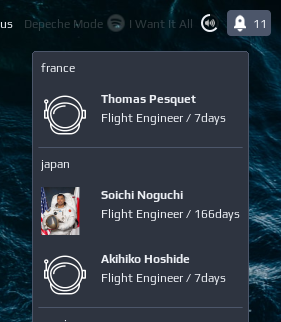 us Depeche Mode I Want It All 11
france
Thomas Pesquet
Flight Engineer / 7days
japan
Soichi Noguchi
Flight Engineer / 166days
Akihiko Hoshide
Flight Engineer / 7days